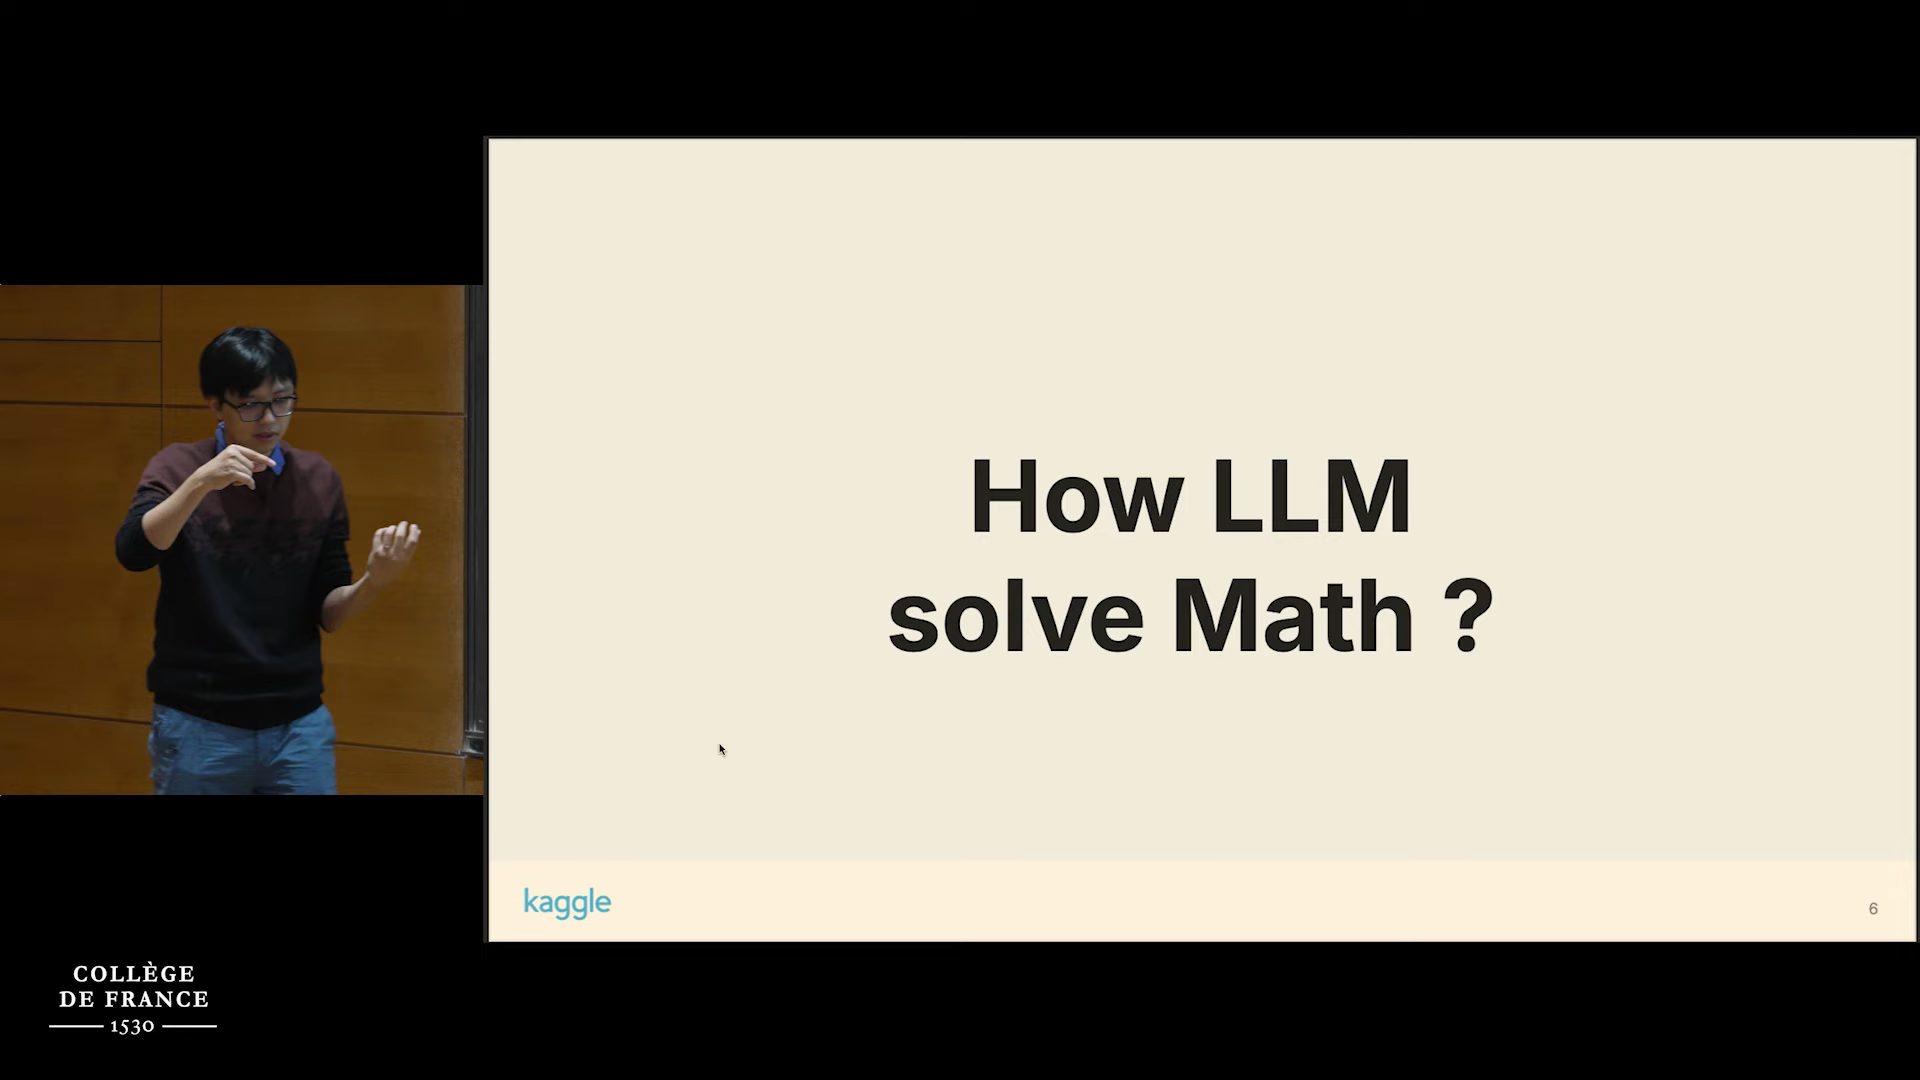 How LLM
solve Math ?
kaggle
6
COLLÈGE
DE FRANCE
1530